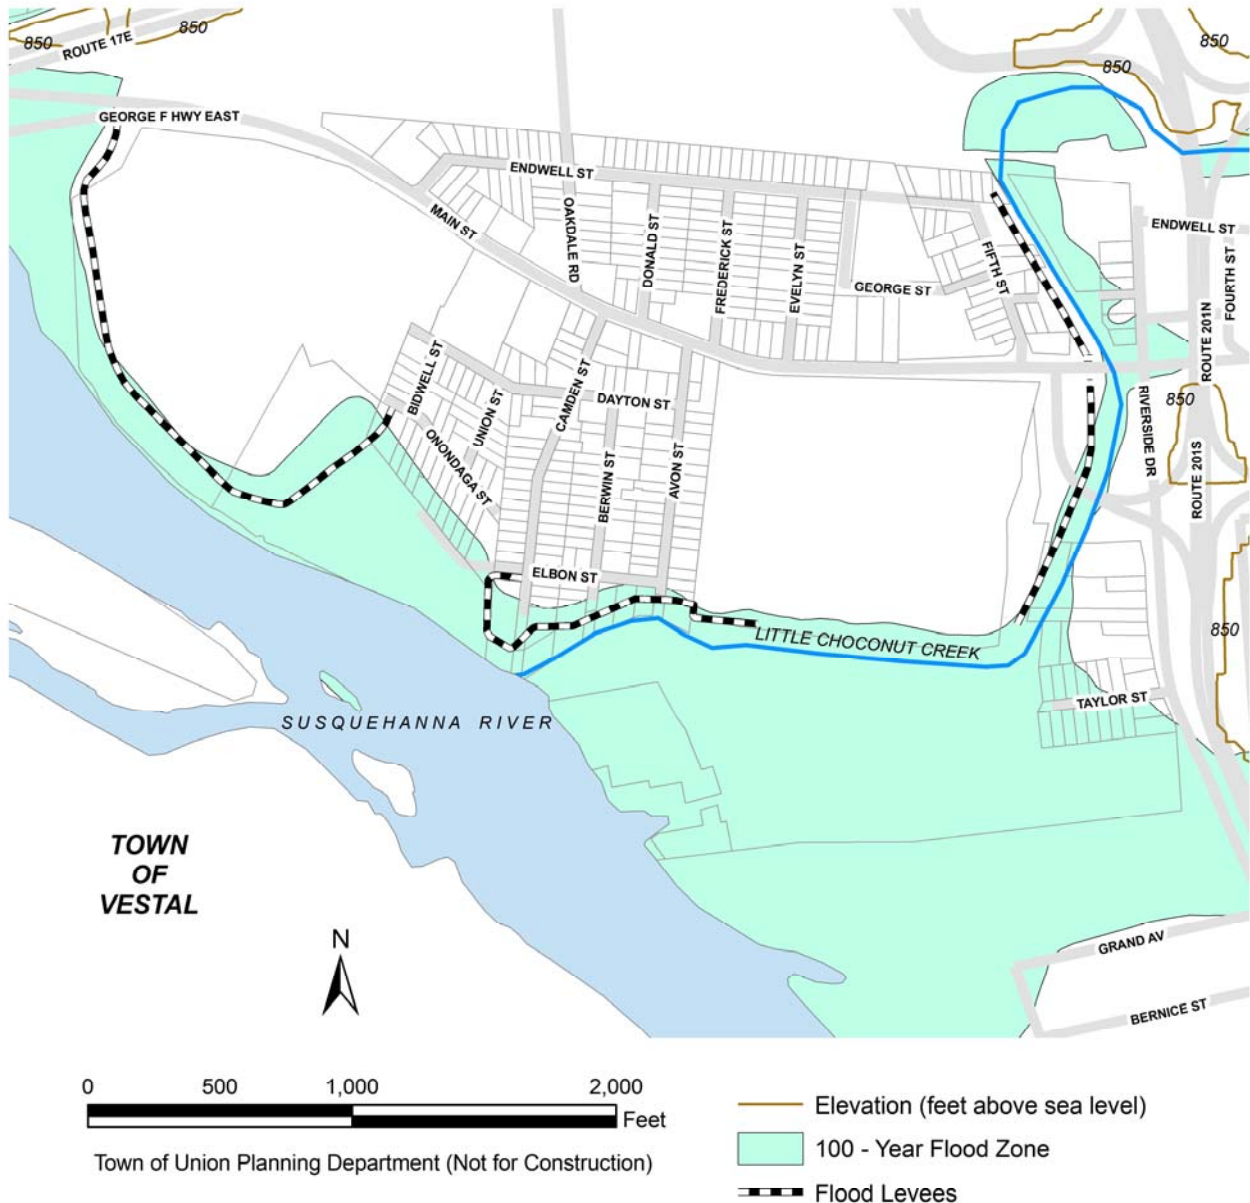 850
850
ROUTE 17E
850
850
GEORGE F HWY EAST
ENDWELL ST
MAIN ST
OAKDALE RD
DONALD ST
FREDERICK ST
EVELYN ST
GEORGE ST
FIFTH ST
ENDWELL ST
FOURTH ST
ROUTE 201N
RIVERSIDE DR
850
ROUTE 201S
BIDWELL ST
UNION ST
CAMDEN ST
DAYTON ST
ONONDAGA ST
BERWIN ST
AVON ST
ELBON ST
LITTLE CHOCONUT CREEK
850
TAYLOR ST
SUSQUEHANNA RIVER
TOWN
OF
VESTAL
N
GRAND AV
BERNICE ST
0 500 1,000 2,000
Feet
Town of Union Planning Department (Not for Construction)
Elevation (feet above sea level)
100 - Year Flood Zone
Flood Levees